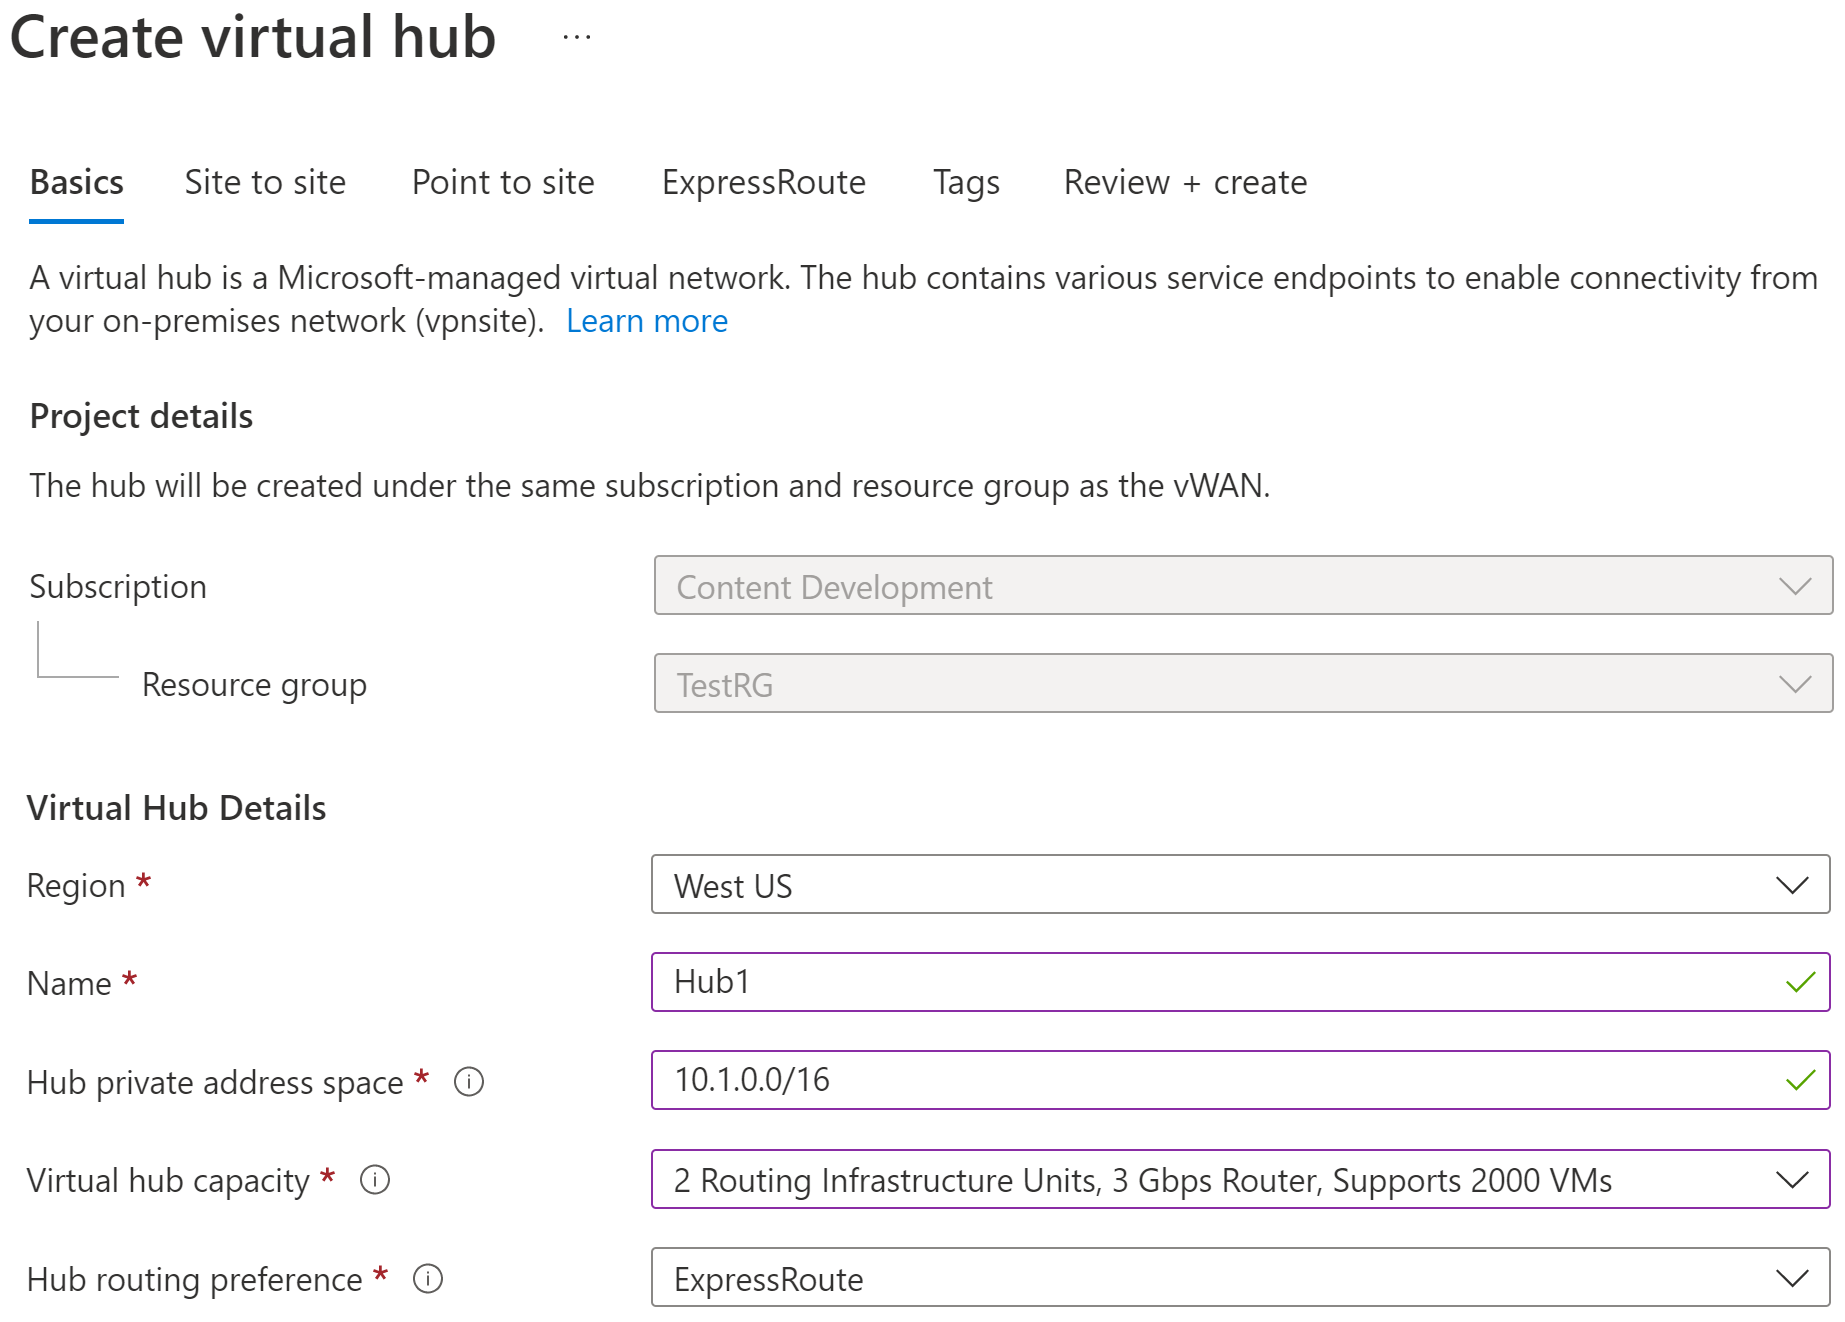 Create virtual hub ...
Basics Site to site Point to site ExpressRoute Tags Review + create
A virtual hub is a Microsoft-managed virtual network. The hub contains various service endpoints to enable connectivity from
your on-premises network (vpnsite). Learn more
Project details
The hub will be created under the same subscription and resource group as the vWAN.
Subscription Content Development
Resource group TestRG
Virtual Hub Details
Region * West US
Name * Hub1
Hub private address space * 10.1.0.0/16
Virtual hub capacity * 2 Routing Infrastructure Units, 3 Gbps Router, Supports 2000 VMs
Hub routing preference * ExpressRoute